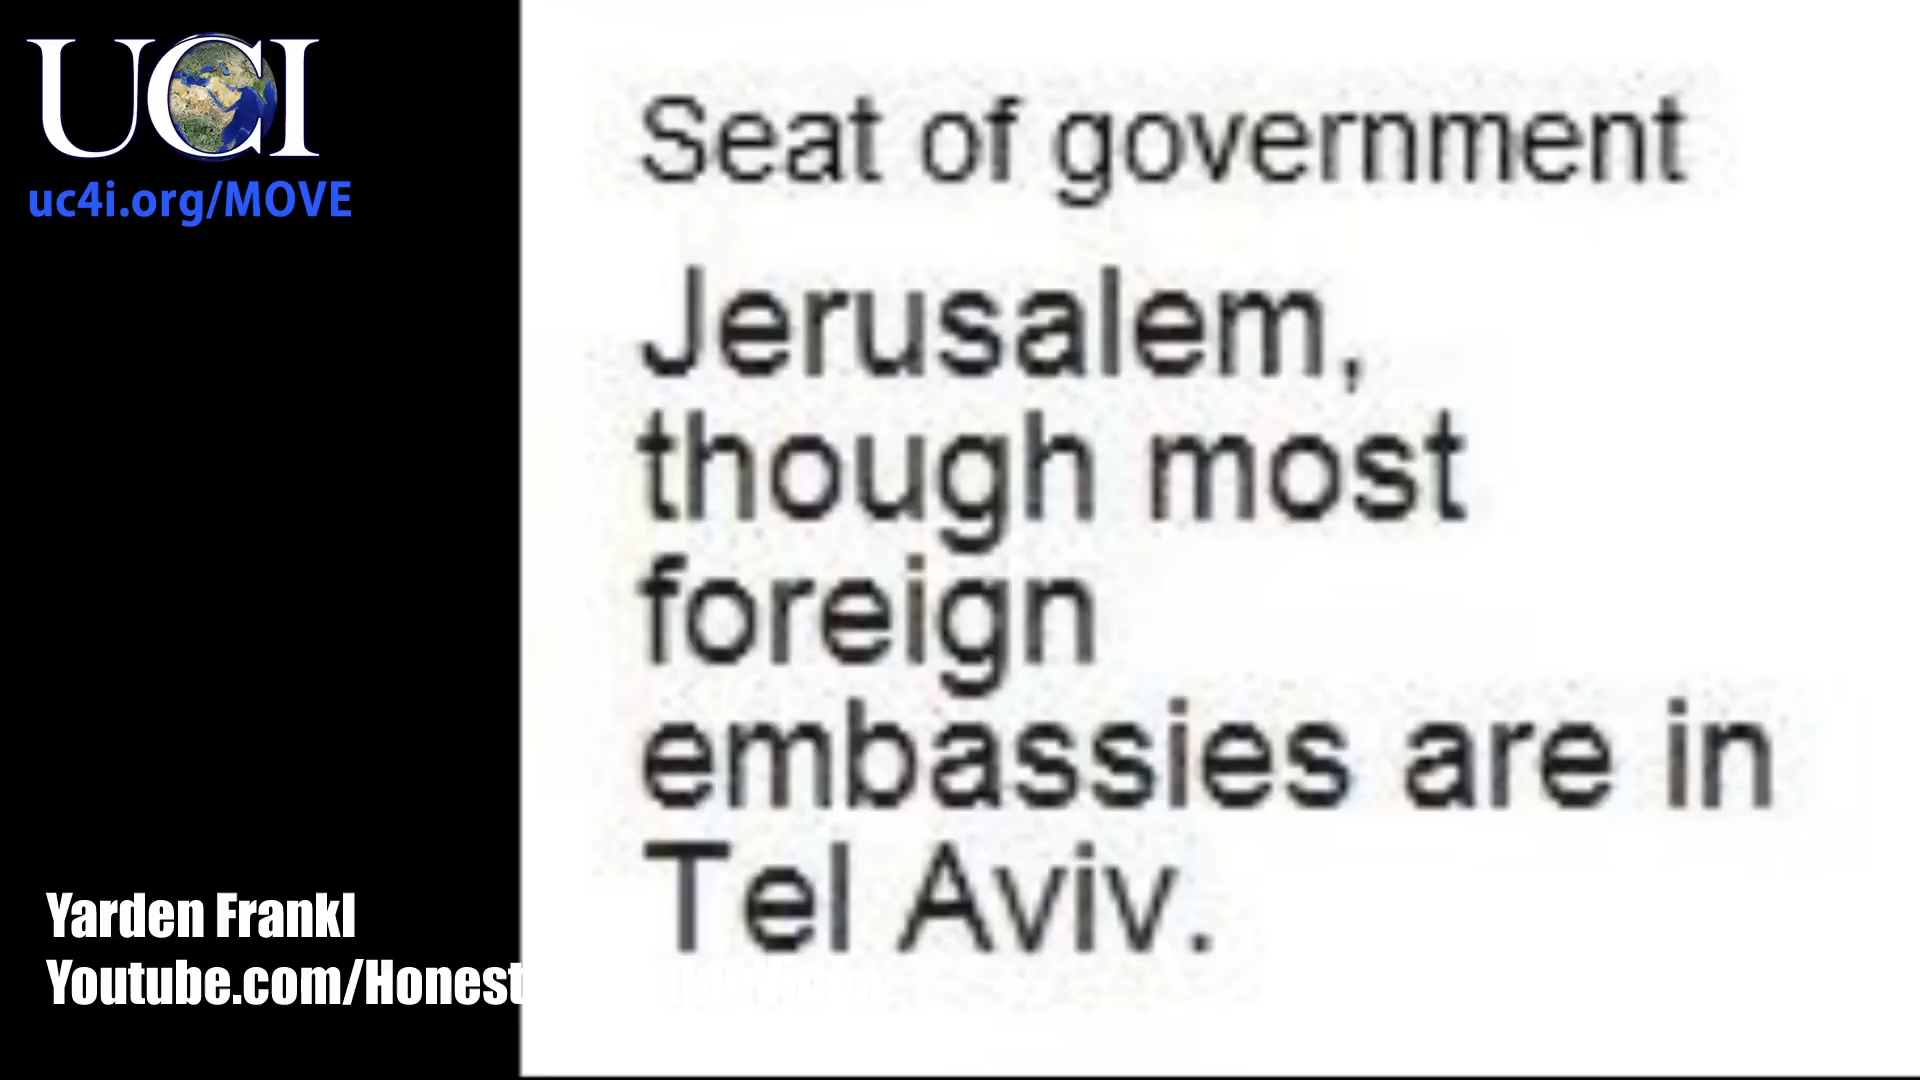 UCI
uc4i.org/MOVE
Seat of government
Jerusalem,
though most
foreign
embassies are in
Tel Aviv.
Yarden Frankl
Youtube.com/Honest